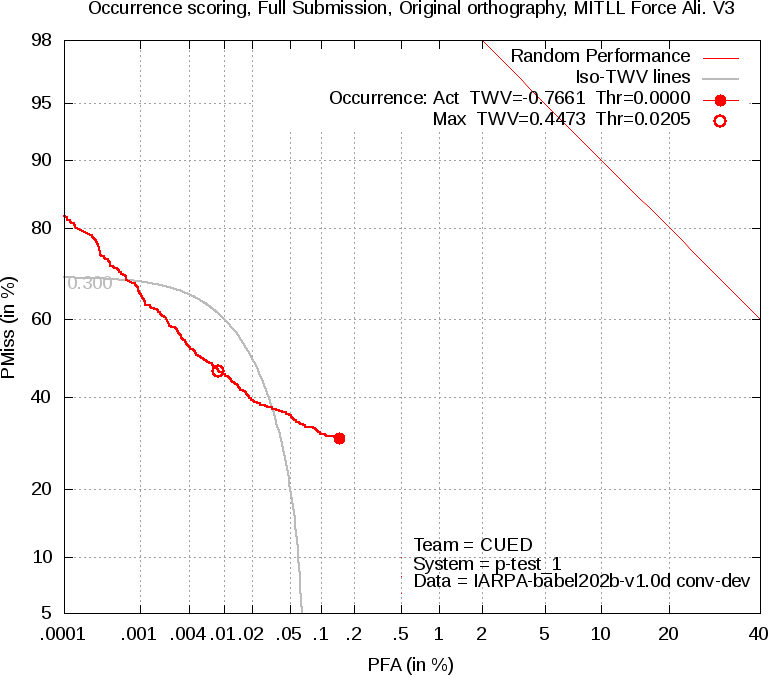 Occurrence scoring, Full Submission, Original orthography, MITLL Force Ali. V3
98
95
90
80
60
40
20
10
5
PMiss (in %)
Random Performance
Iso-TWV lines
Occurrence: Act TWV=-0.7661 Thr=0.0000
Max TWV=0.4473 Thr=0.0205
0.300
Team = CUED
System = p-test_1
Data = IARPA-babel202b-v1.0d conv-dev
.0001 .001 .004 .01 .02 .05 .1 .2 .5 1 2 5 10 20 40
PFA (in %)